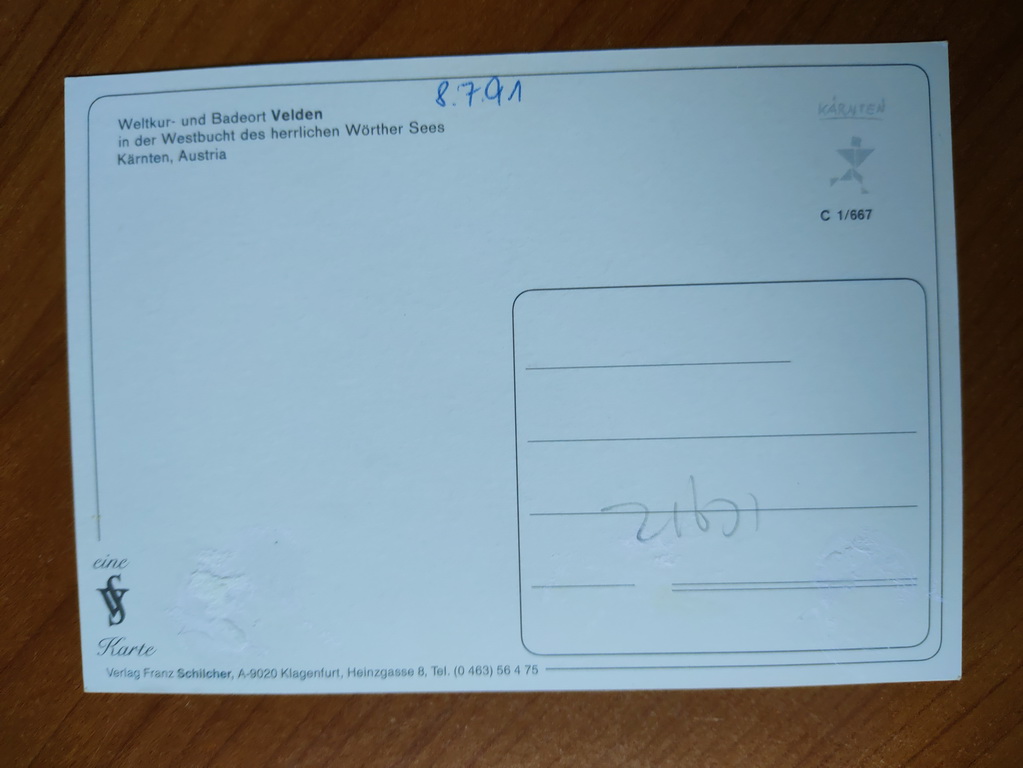 8.7.91
Weltkur- und Badeort Velden
in der Westbucht des herrlichen Wörther Sees
Kärnten, Austria
KÄRNTEN
C 1/667
eine
Karte
Verlag Franz Schilcher, A-9020 Klagenfurt, Heinzgasse 8, Tel. (0 463) 56 4 75